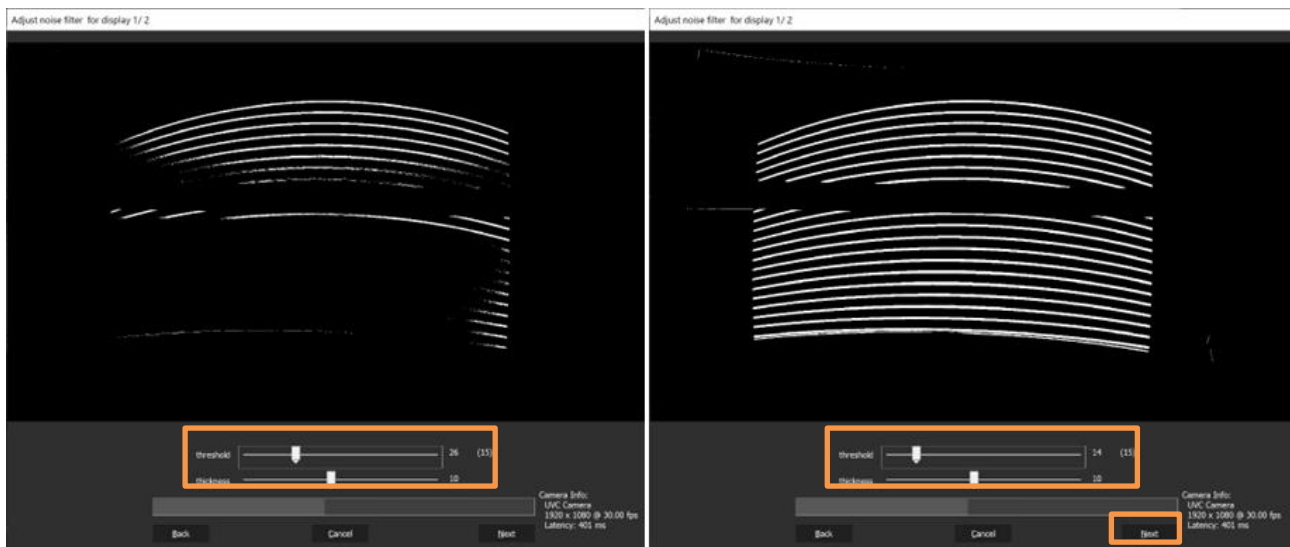 Adjust noise filter  for display 1/ 2
threshold 26 (15)
thickness 10
Camera Info:
UVC Camera
1920 x 1080 @ 30.00 fps
Latency: 401 ms
Back Cancel Next
Adjust noise filter  for display 1/ 2
threshold 14 (15)
thickness 10
Camera Info:
UVC Camera
1920 x 1080 @ 30.00 fps
Latency: 401 ms
Back Cancel Next